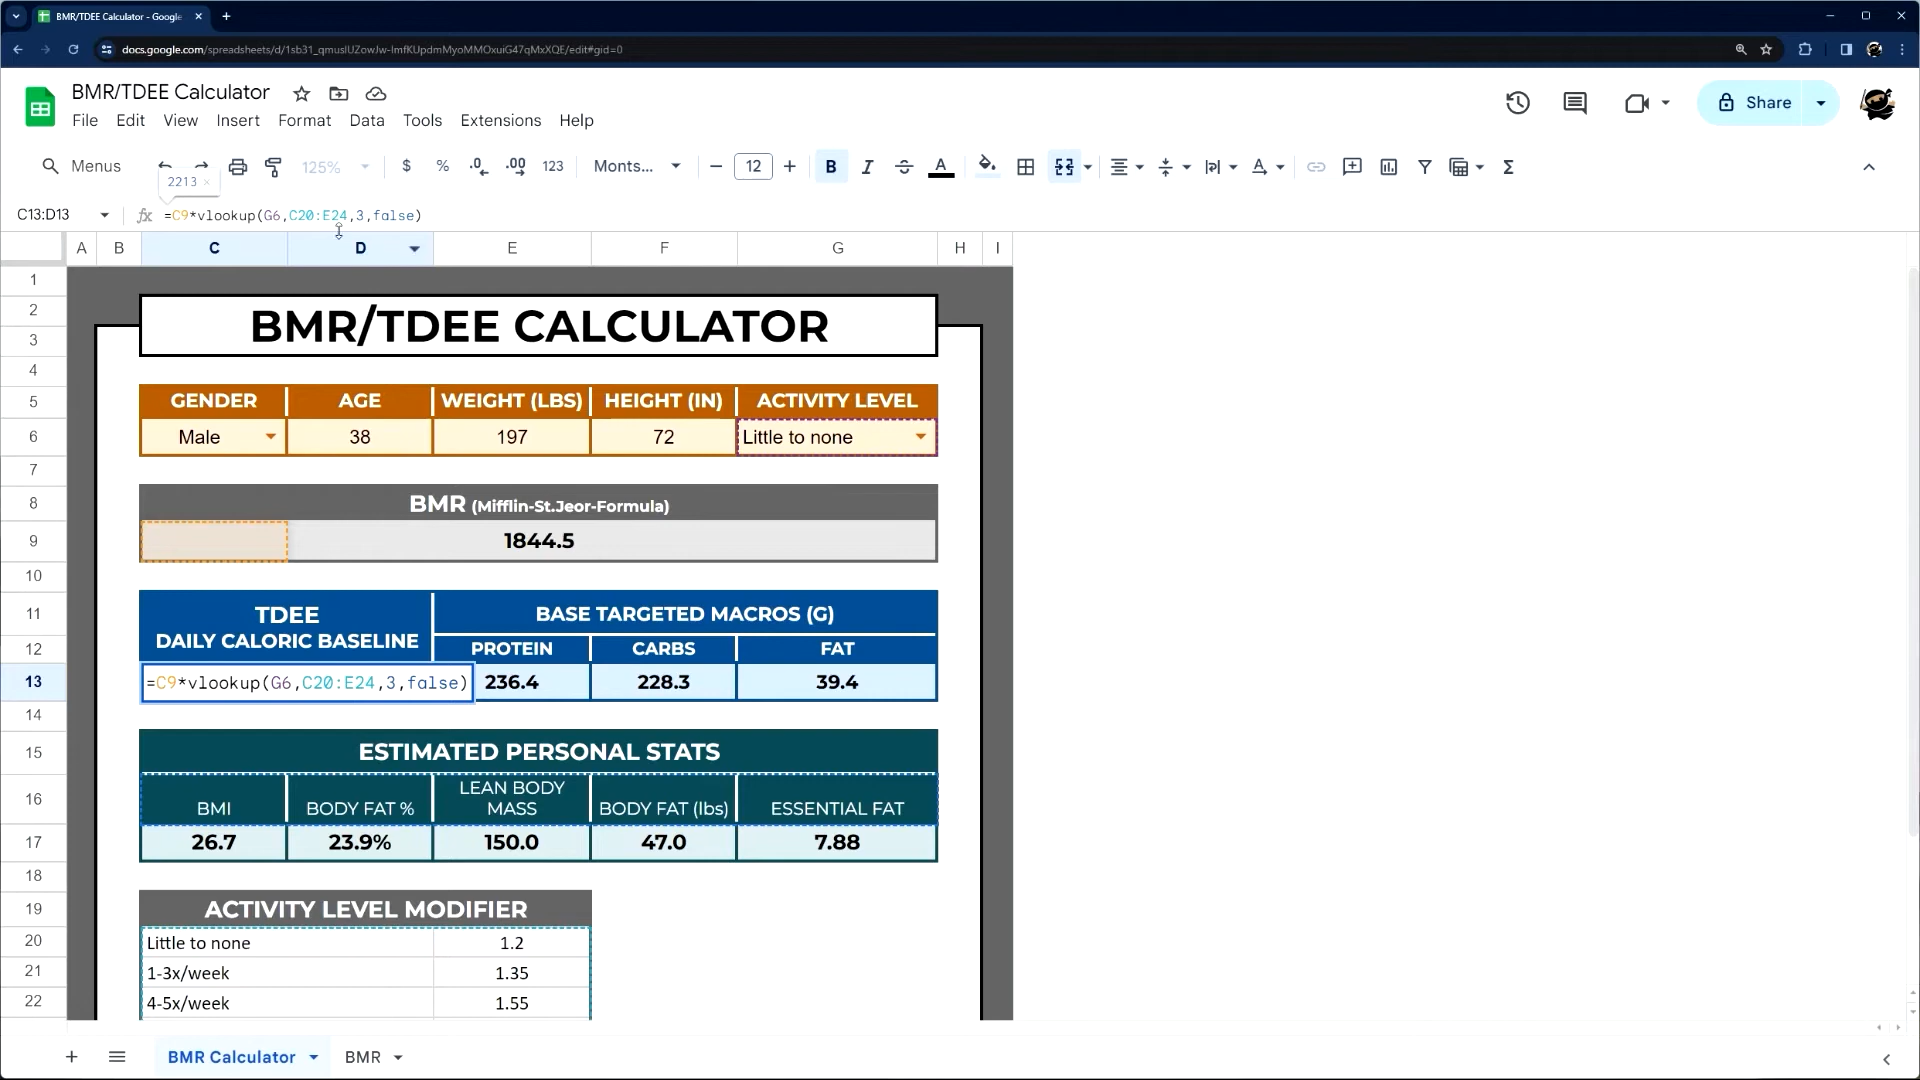 BMR/TDEE Calculator - Google
docs.google.com/spreadsheets/d/1sb31_qmuslUZowJw-lmfKUpdmMyoMMOxuiG47qMxXQE/edit#gid=0
BMR/TDEE Calculator
File Edit View Insert Format Data Tools Extensions Help
Share
Menus 125% $ % .0 .00 123 Monts... 12 B I A A Σ
2213 ×
C13:D13 fx =C9*vlookup(G6,C20:E24,3,false)
A B C D E F G H I
1
2
3
BMR/TDEE CALCULATOR
4
5 GENDER AGE WEIGHT (LBS) HEIGHT (IN) ACTIVITY LEVEL
6 Male 38 197 72 Little to none
7
8 BMR (Mifflin-St.Jeor-Formula)
9 1844.5
10
11 TDEE BASE TARGETED MACROS (G)
12 DAILY CALORIC BASELINE PROTEIN CARBS FAT
13 =C9*vlookup(G6,C20:E24,3,false) 236.4 228.3 39.4
14
15 ESTIMATED PERSONAL STATS
16 BMI BODY FAT % LEAN BODY MASS BODY FAT (lbs) ESSENTIAL FAT
17 26.7 23.9% 150.0 47.0 7.88
18
19 ACTIVITY LEVEL MODIFIER
20 Little to none 1.2
21 1-3x/week 1.35
22 4-5x/week 1.55
BMR Calculator BMR